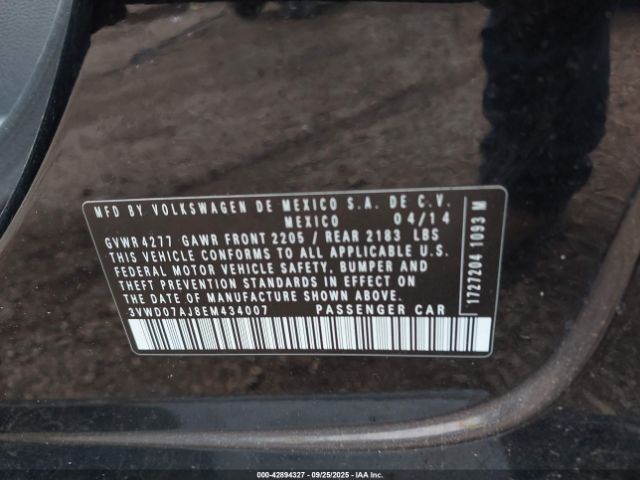 MFD BY VOLKSWAGEN DE MEXICO S.A. DE C.V.
MEXICO 04/14
GVWR 4277 GAWR FRONT 2205 / REAR 2183 LBS
THIS VEHICLE CONFORMS TO ALL APPLICABLE U.S.
FEDERAL MOTOR VEHICLE SAFETY, BUMPER AND
THEFT PREVENTION STANDARDS IN EFFECT ON
THE DATE OF MANUFACTURE SHOWN ABOVE.
3VWD07AJ8EM434007 PASSENGER CAR
1727204 1093 M
000-42894327 - 09/25/2025 - IAA Inc.